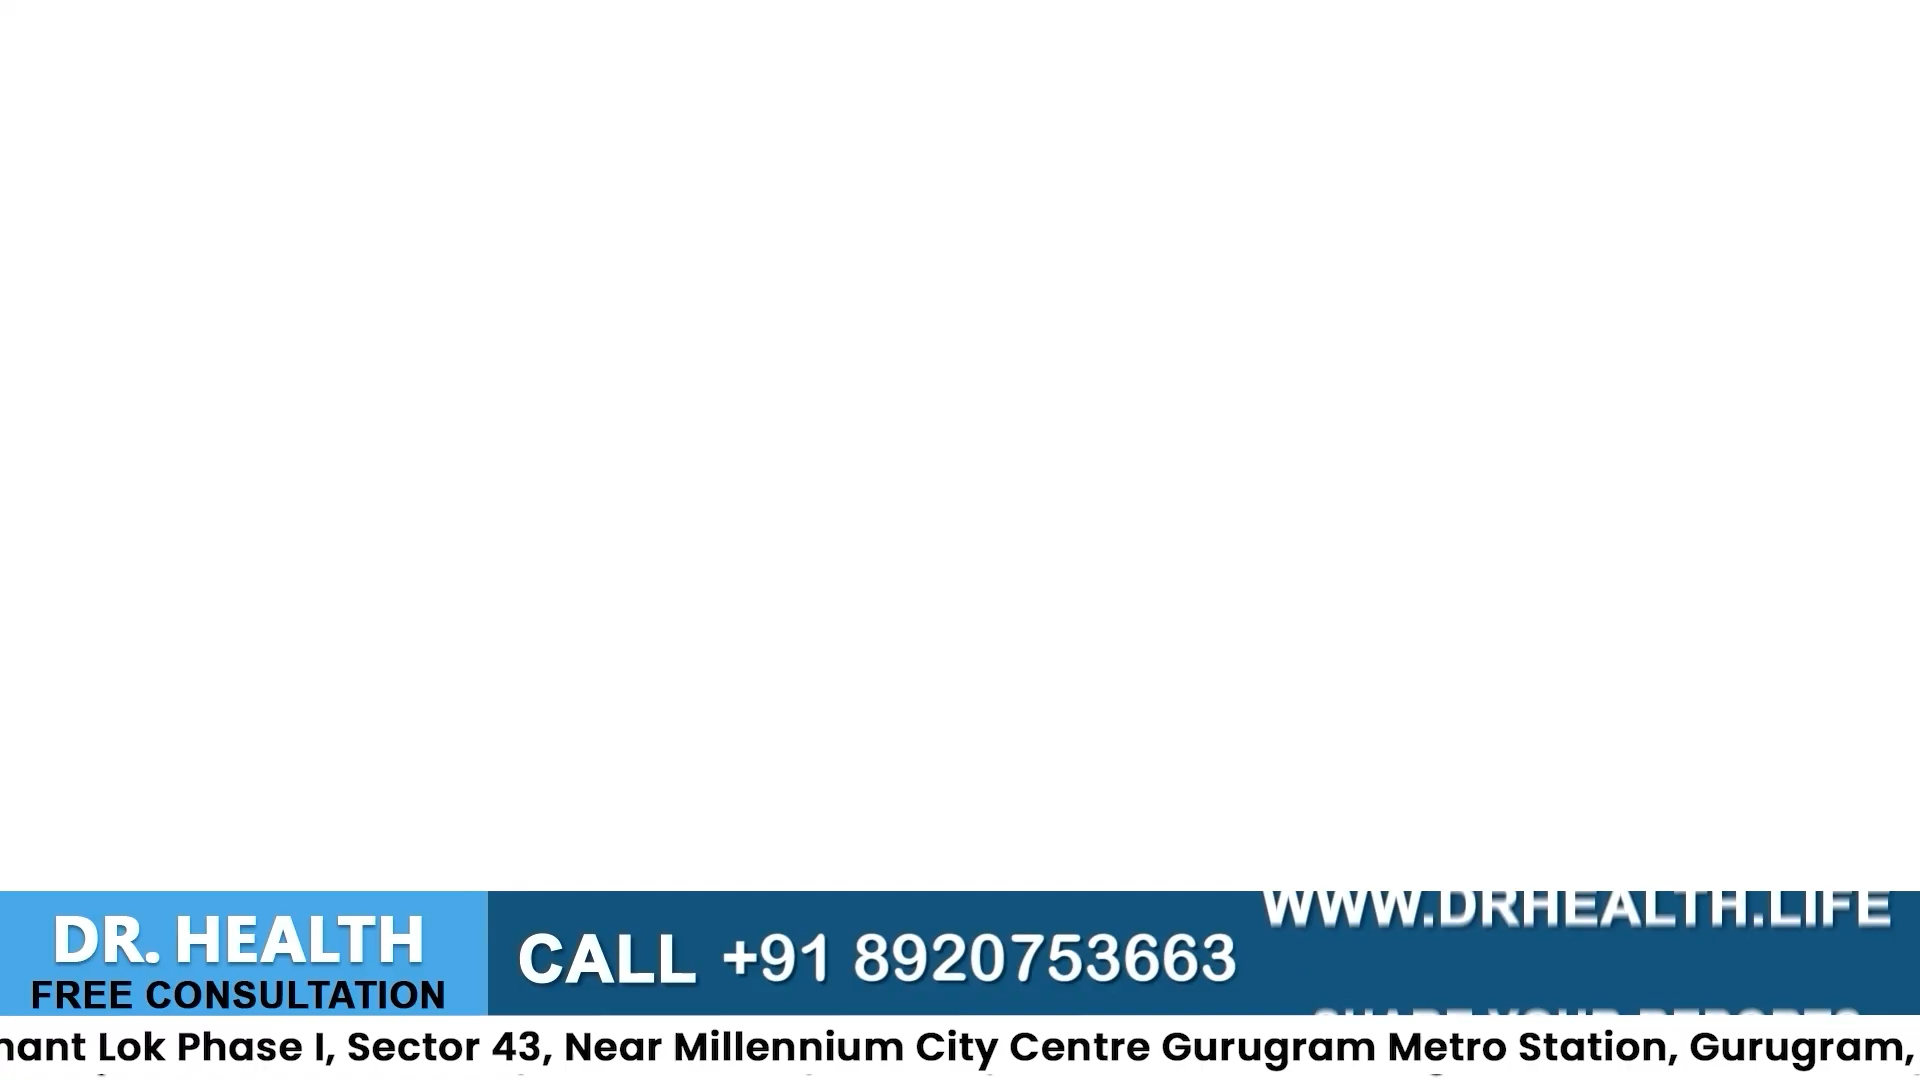 WWW.DRHEALTH.LIFE
DR. HEALTH
FREE CONSULTATION
CALL +91 8920753663
Lok Phase I, Sector 43, Near Millennium City Centre Gurugram Metro Station, Gurugram,